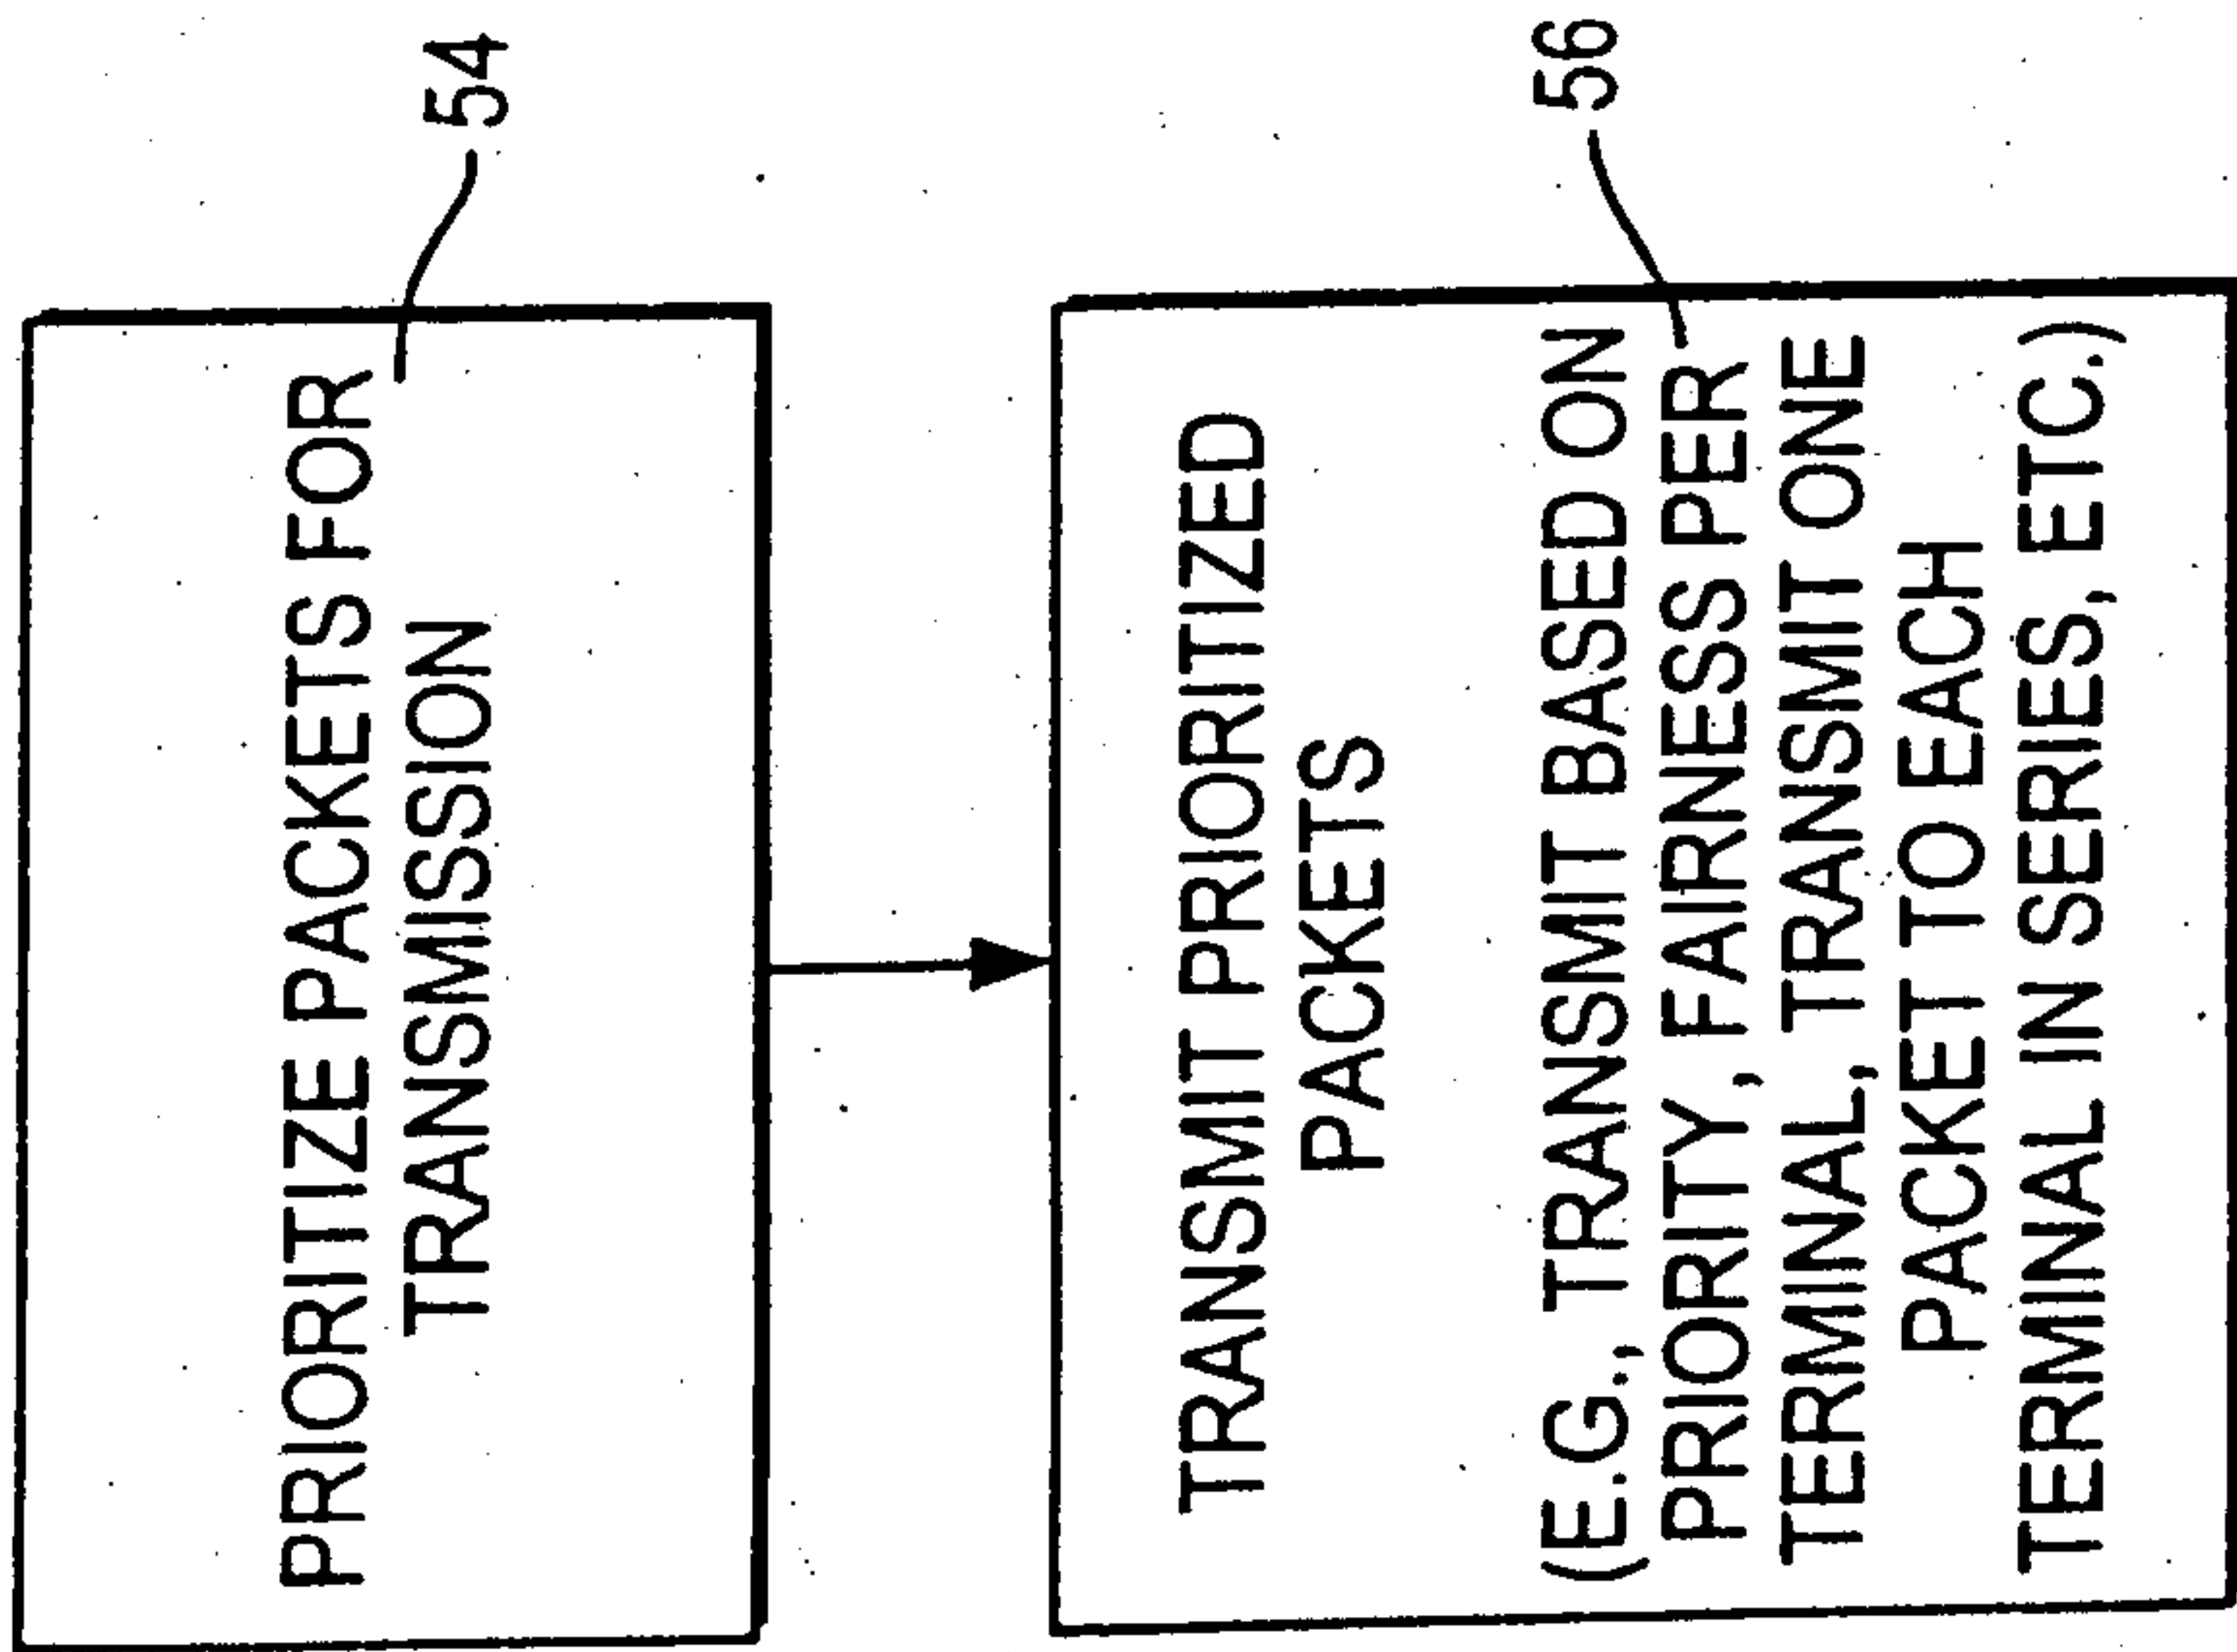 PRIORITIZE PACKETS FOR
TRANSMISSION
54
TRANSMIT PRIORITIZED
PACKETS
(E.G., TRANSMIT BASED ON
PRIORITY, FAIRNESS PER
TERMINAL, TRANSMIT ONE
PACKET TO EACH
TERMINAL IN SERIES, ETC.)
56